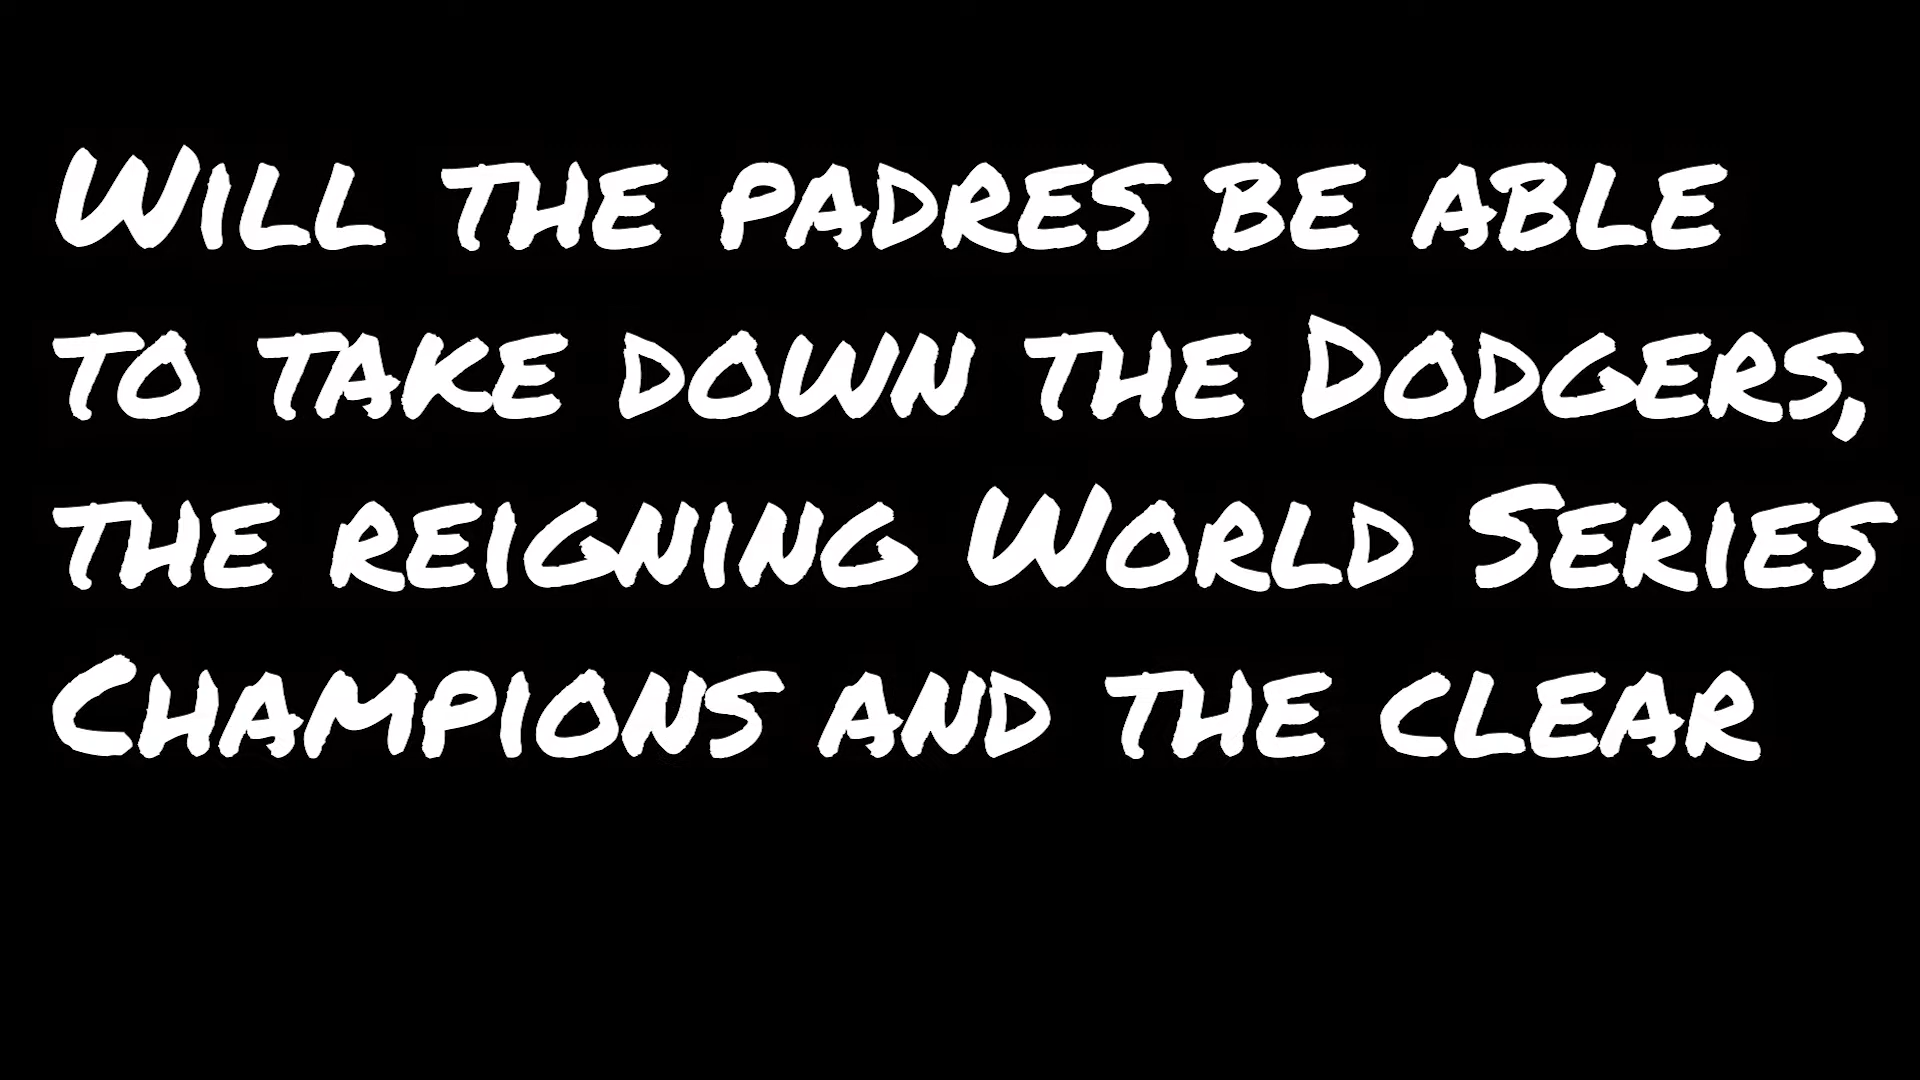 Will the padres be able
to take down the Dodgers,
the reigning World Series
Champions and the clear